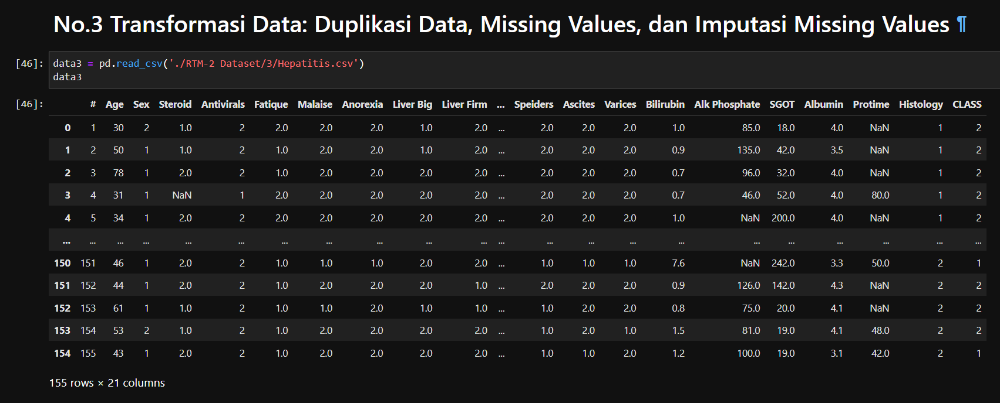 No.3 Transformasi Data: Duplikasi Data, Missing Values, dan Imputasi Missing Values ¶
[46]: data3 = pd.read_csv('./RTM-2 Dataset/3/Hepatitis.csv')
data3
[46]: # Age Sex Steroid Antivirals Fatique Malaise Anorexia Liver Big Liver Firm ... Speiders Ascites Varices Bilirubin Alk Phosphate SGOT Albumin Protime Histology CLASS
0 1 30 2 1.0 2 2.0 2.0 2.0 1.0 2.0 ... 2.0 2.0 2.0 1.0 85.0 18.0 4.0 NaN 1 2
1 2 50 1 1.0 2 1.0 2.0 2.0 1.0 2.0 ... 2.0 2.0 2.0 0.9 135.0 42.0 3.5 NaN 1 2
2 3 78 1 2.0 2 1.0 2.0 2.0 2.0 2.0 ... 2.0 2.0 2.0 0.7 96.0 32.0 4.0 NaN 1 2
3 4 31 1 NaN 1 2.0 2.0 2.0 2.0 2.0 ... 2.0 2.0 2.0 0.7 46.0 52.0 4.0 80.0 1 2
4 5 34 1 2.0 2 2.0 2.0 2.0 2.0 2.0 ... 2.0 2.0 2.0 1.0 NaN 200.0 4.0 NaN 1 2
... ... ... ... ... ... ... ... ... ... ... ... ... ... ... ... ... ... ... ... ... ...
150 151 46 1 2.0 2 1.0 1.0 1.0 2.0 2.0 ... 1.0 1.0 1.0 7.6 NaN 242.0 3.3 50.0 2 1
151 152 44 1 2.0 2 1.0 2.0 2.0 2.0 1.0 ... 2.0 2.0 2.0 0.9 126.0 142.0 4.3 NaN 2 2
152 153 61 1 1.0 2 1.0 1.0 2.0 1.0 1.0 ... 1.0 2.0 2.0 0.8 75.0 20.0 4.1 NaN 2 2
153 154 53 2 1.0 2 1.0 2.0 2.0 2.0 2.0 ... 1.0 2.0 1.0 1.5 81.0 19.0 4.1 48.0 2 2
154 155 43 1 2.0 2 1.0 2.0 2.0 2.0 2.0 ... 1.0 1.0 2.0 1.2 100.0 19.0 3.1 42.0 2 1
155 rows × 21 columns